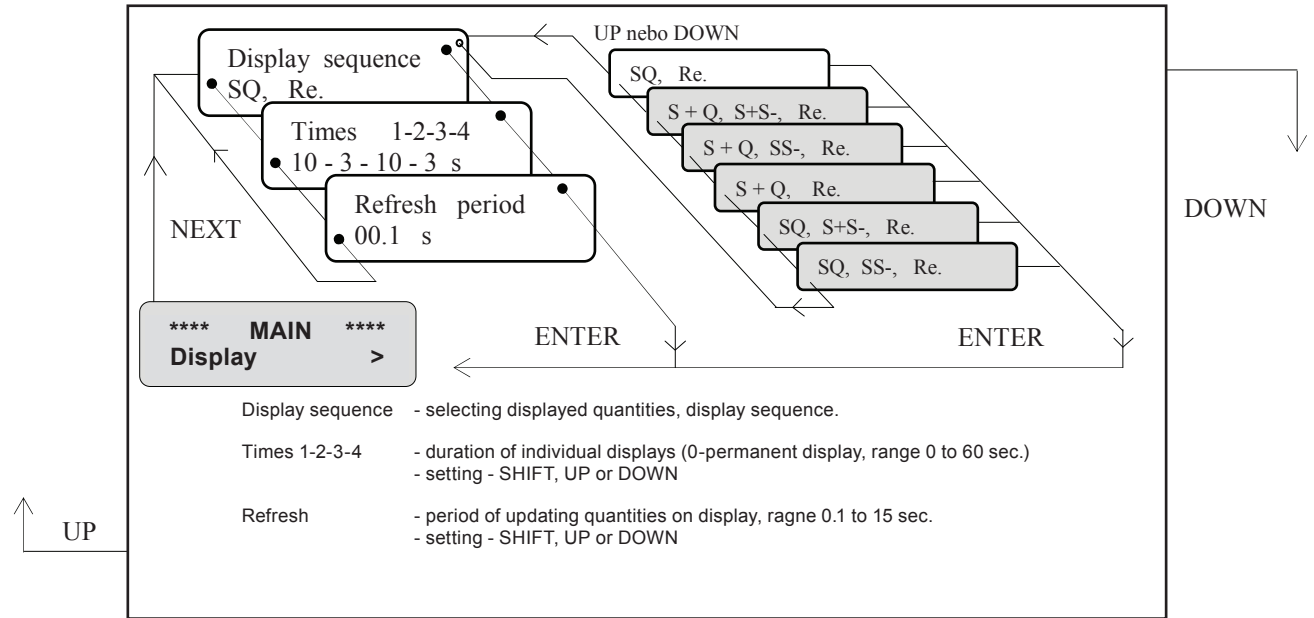 UP nebo DOWN
Display sequence
SQ, Re.
Times 1-2-3-4
10 - 3 - 10 - 3 s
Refresh period
00.1 s
SQ, Re.
S + Q, S+S-, Re.
S + Q, SS-, Re.
S + Q, Re.
SQ, S+S-, Re.
SQ, SS-, Re.
NEXT
DOWN
**** MAIN ****
Display >
ENTER
ENTER
Display sequence - selecting displayed quantities, display sequence.
Times 1-2-3-4 - duration of individual displays (0-permanent display, range 0 to 60 sec.)
- setting - SHIFT, UP or DOWN
Refresh - period of updating quantities on display, ragne 0.1 to 15 sec.
- setting - SHIFT, UP or DOWN
UP